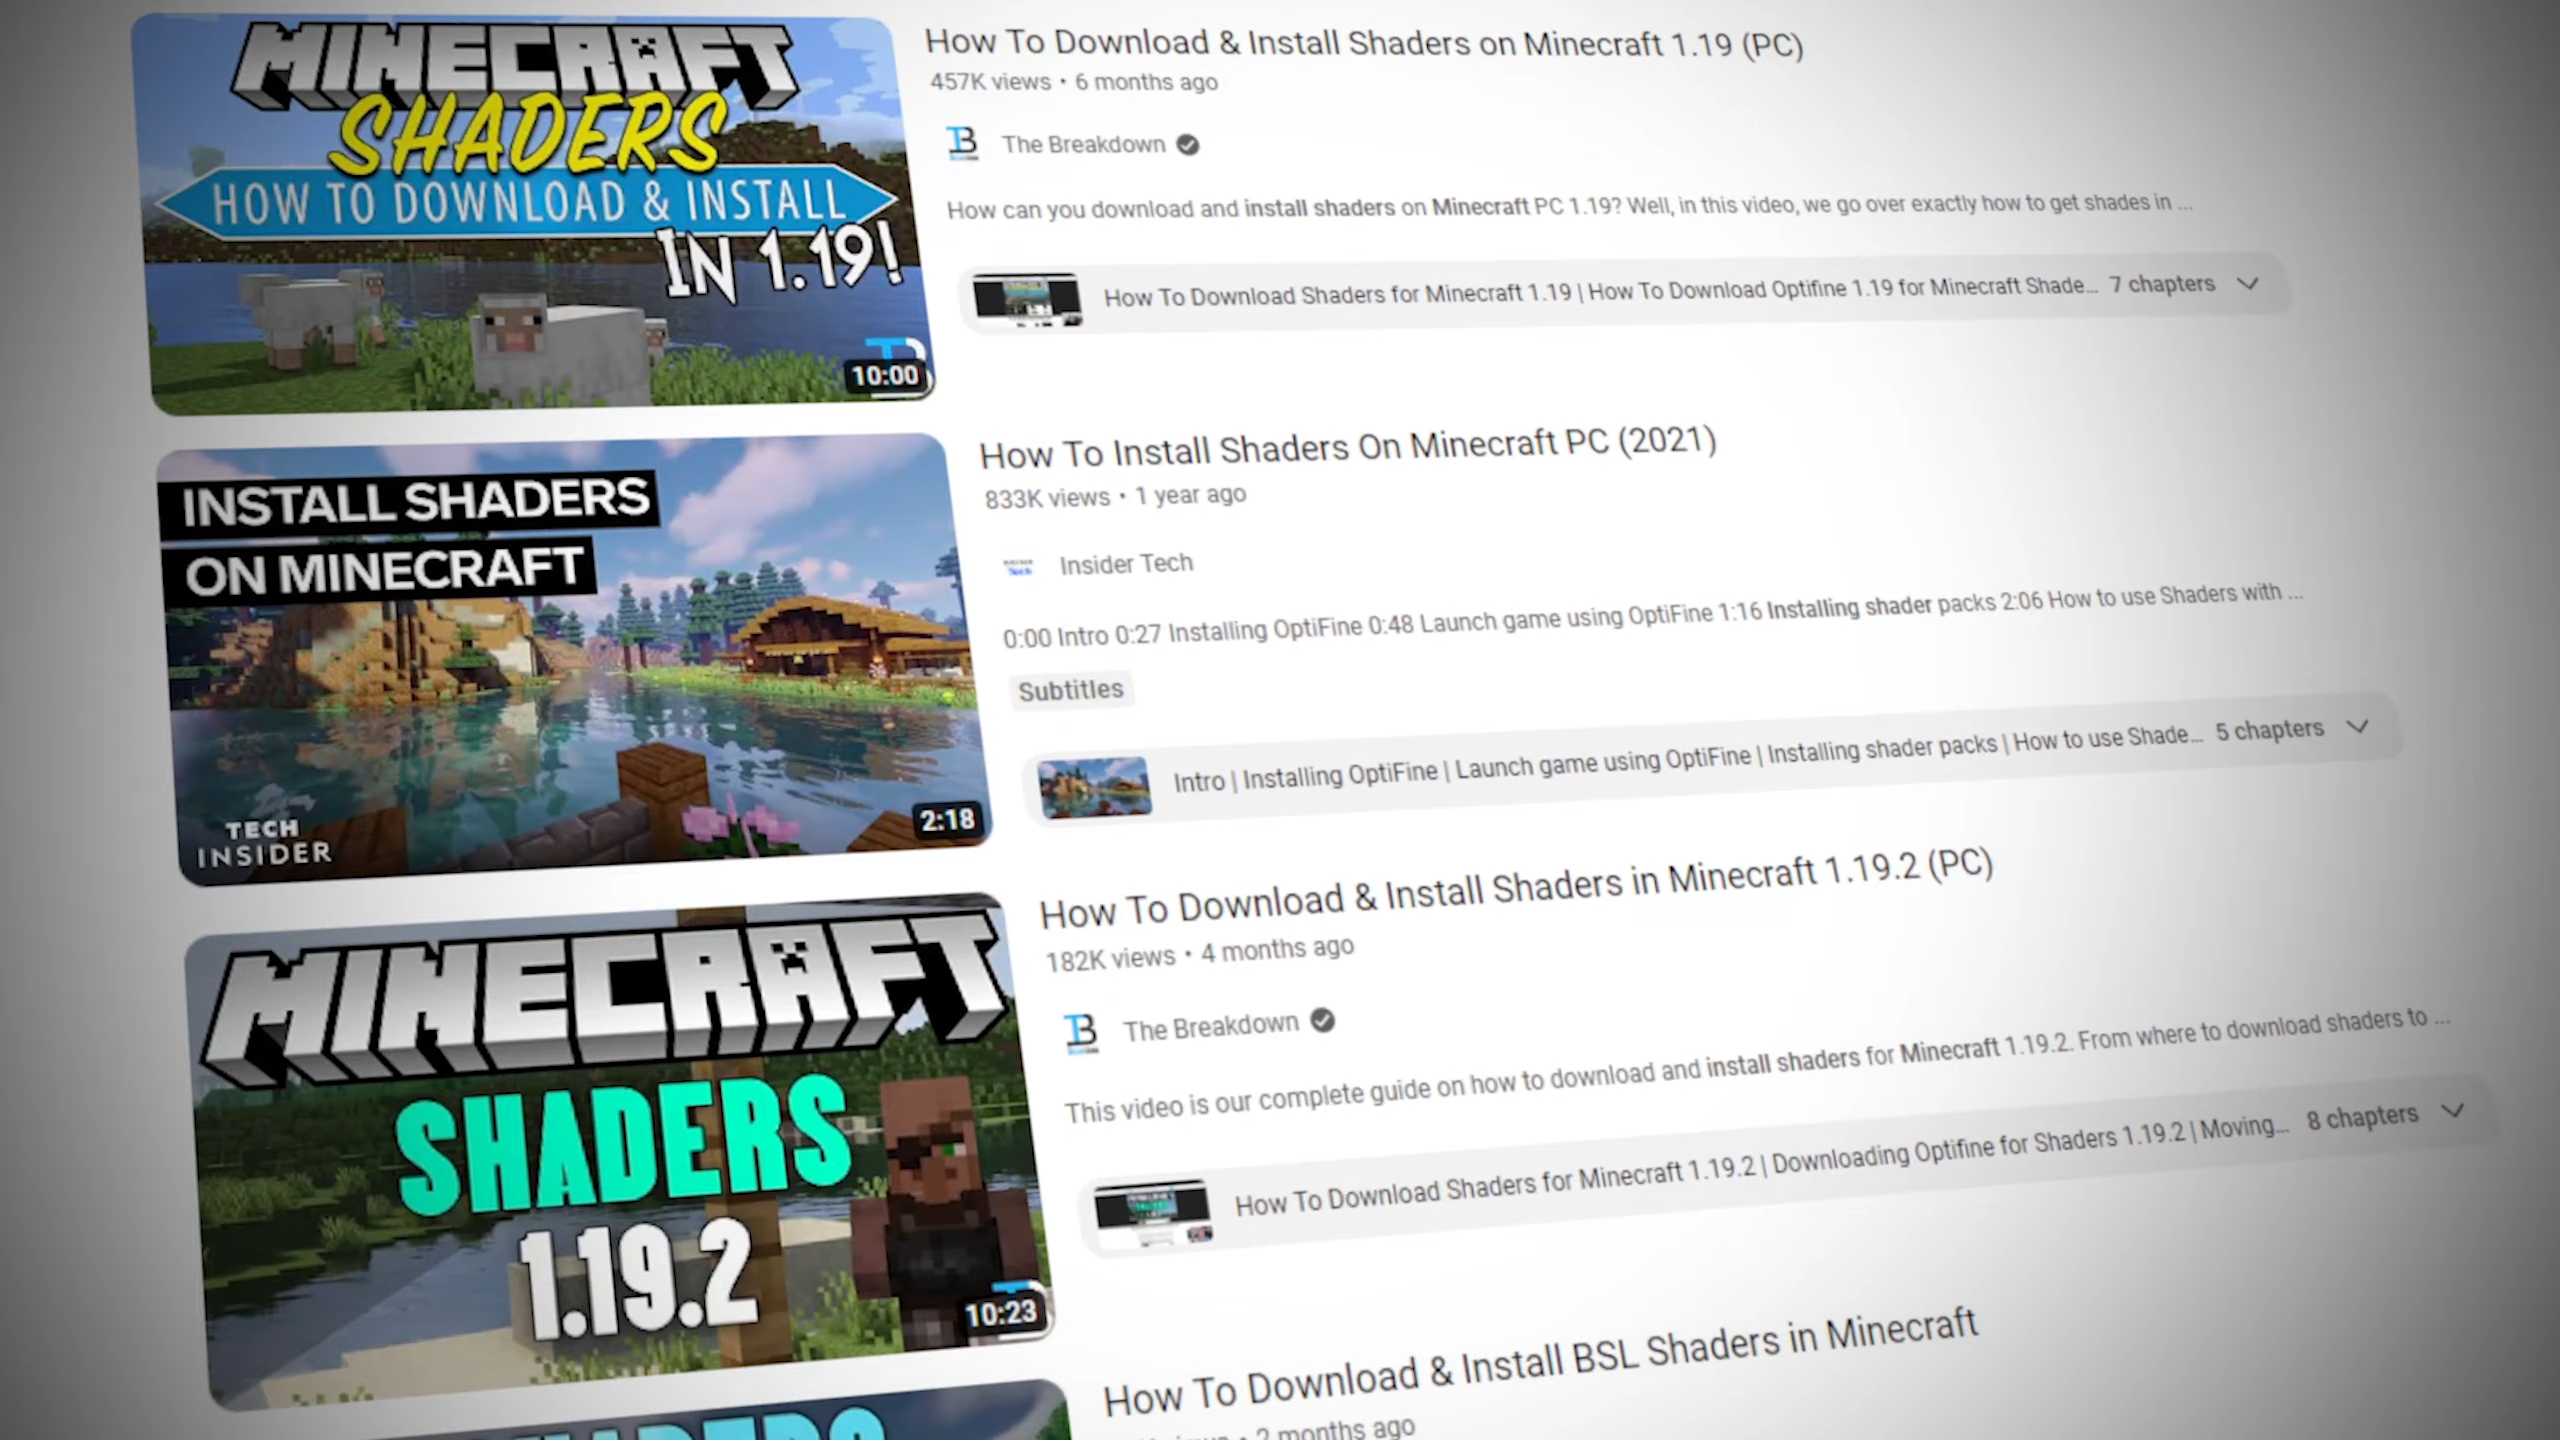 MINECRAFT
SHADERS
HOW TO DOWNLOAD & INSTALL
IN 1.19!
10:00
How To Download & Install Shaders on Minecraft 1.19 (PC)
457K views • 6 months ago
The Breakdown
How can you download and install shaders on Minecraft PC 1.19? Well, in this video, we go over exactly how to get shades in ...
How To Download Shaders for Minecraft 1.19 | How To Download Optifine 1.19 for Minecraft Shade... 7 chapters
INSTALL SHADERS
ON MINECRAFT
TECH
INSIDER
2:18
How To Install Shaders On Minecraft PC (2021)
833K views • 1 year ago
Tech
Insider Tech
0:00 Intro 0:27 Installing OptiFine 0:48 Launch game using OptiFine 1:16 Installing shader packs 2:06 How to use Shaders with ...
Subtitles
Intro | Installing OptiFine | Launch game using OptiFine | Installing shader packs | How to use Shade... 5 chapters
MINECRAFT
SHADERS
1.19.2
10:23
How To Download & Install Shaders in Minecraft 1.19.2 (PC)
182K views • 4 months ago
The Breakdown
This video is our complete guide on how to download and install shaders for Minecraft 1.19.2. From where to download shaders to ...
How To Download Shaders for Minecraft 1.19.2 | Downloading Optifine for Shaders 1.19.2 | Moving... 8 chapters
SHADERS
How To Download & Install BSL Shaders in Minecraft
views • 2 months ago